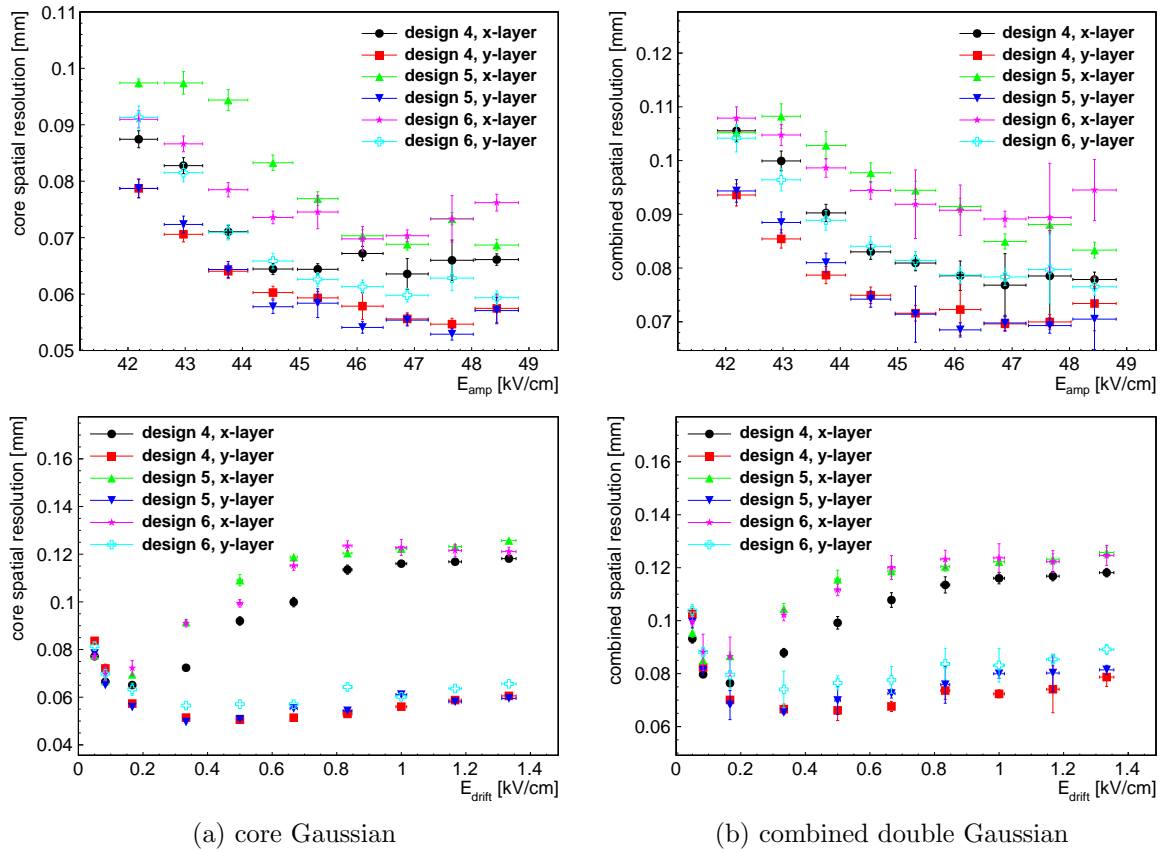 core spatial resolution [mm]
0.11
0.1
0.09
0.08
0.07
0.06
0.05
design 4, x-layer
design 4, y-layer
design 5, x-layer
design 5, y-layer
design 6, x-layer
design 6, y-layer
42 43 44 45 46 47 48 49
E_amp [kV/cm]
combined spatial resolution [mm]
0.12
0.11
0.1
0.09
0.08
0.07
design 4, x-layer
design 4, y-layer
design 5, x-layer
design 5, y-layer
design 6, x-layer
design 6, y-layer
42 43 44 45 46 47 48 49
E_amp [kV/cm]
core spatial resolution [mm]
0.16
0.14
0.12
0.1
0.08
0.06
0.04
design 4, x-layer
design 4, y-layer
design 5, x-layer
design 5, y-layer
design 6, x-layer
design 6, y-layer
0 0.2 0.4 0.6 0.8 1 1.2 1.4
E_drift [kV/cm]
combined spatial resolution [mm]
0.16
0.14
0.12
0.1
0.08
0.06
design 4, x-layer
design 4, y-layer
design 5, x-layer
design 5, y-layer
design 6, x-layer
design 6, y-layer
0 0.2 0.4 0.6 0.8 1 1.2 1.4
E_drift [kV/cm]
(a) core Gaussian
(b) combined double Gaussian